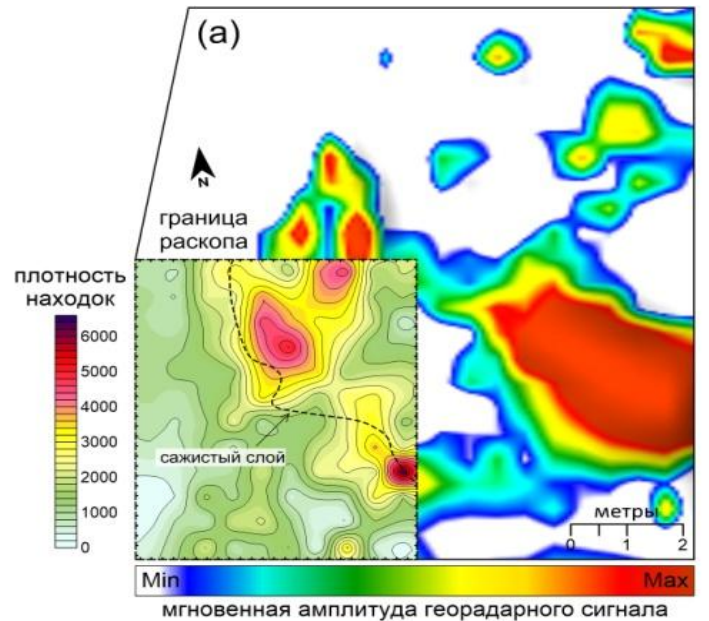 (a)
N
граница
раскопа
плотность
находок
6000
5000
4000
3000
2000
1000
0
сажистый слой
метры
0 1 2
Min Max
мгновенная амплитуда георадарного сигнала